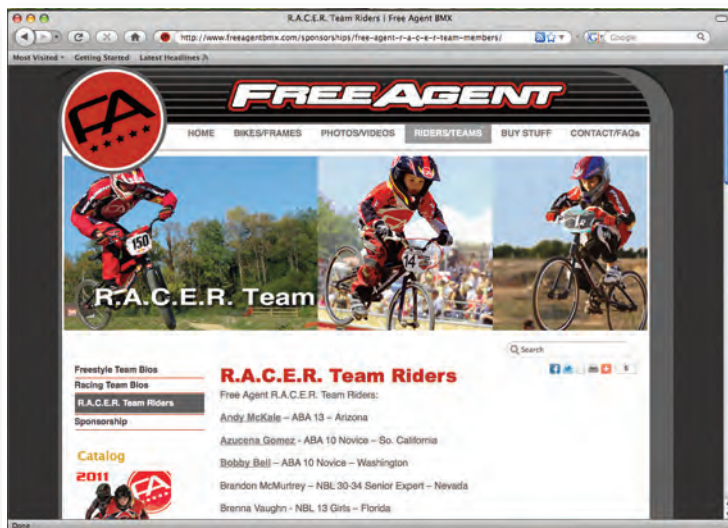 R.A.C.E.R. Team Riders | Free Agent BMX
http://www.freeagentbmx.com/sponsorships/free-agent-r-a-c-e-r-team-members/
Google
Most Visited Getting Started Latest Headlines
FA
FREEAGENT
HOME BIKES/FRAMES PHOTOS/VIDEOS RIDERS/TEAMS BUY STUFF CONTACT/FAQs
150
14
R.A.C.E.R. Team
Search
Freestyle Team Bios
Racing Team Bios
R.A.C.E.R. Team Riders
Sponsorship
Catalog
2011
FA
R.A.C.E.R. Team Riders
Free Agent R.A.C.E.R. Team Riders:
Andy McKale – ABA 13 – Arizona
Azucena Gomez - ABA 10 Novice – So. California
Bobby Bell – ABA 10 Novice – Washington
Brandon McMurtrey – NBL 30-34 Senior Expert – Nevada
Brenna Vaughn - NBL 13 Girls – Florida
Done